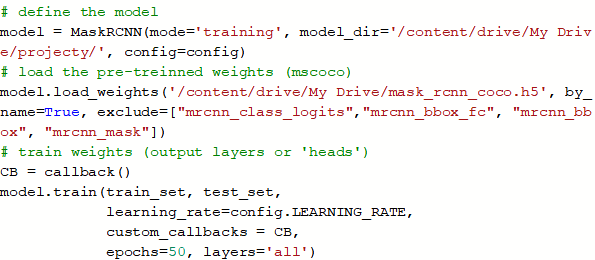 # define the model
model = MaskRCNN(mode='training', model_dir='/content/drive/My Driv
e/projecty/', config=config)
# load the pre-treinned weights (mscoco)
model.load_weights('/content/drive/My Drive/mask_rcnn_coco.h5', by_
name=True, exclude=["mrcnn_class_logits","mrcnn_bbox_fc", "mrcnn_bb
ox", "mrcnn_mask"])
# train weights (output layers or 'heads')
CB = callback()
model.train(train_set, test_set,
            learning_rate=config.LEARNING_RATE,
            custom_callbacks = CB,
            epochs=50, layers='all')